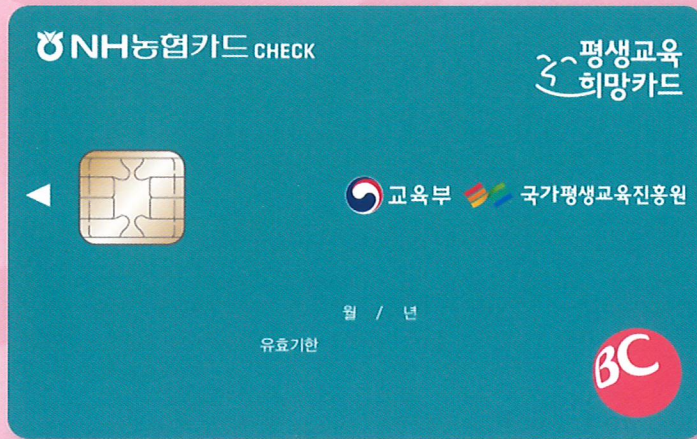 NH농협카드 CHECK
평생교육
희망카드
교육부 국가평생교육진흥원
월 / 년
유효기한
BC